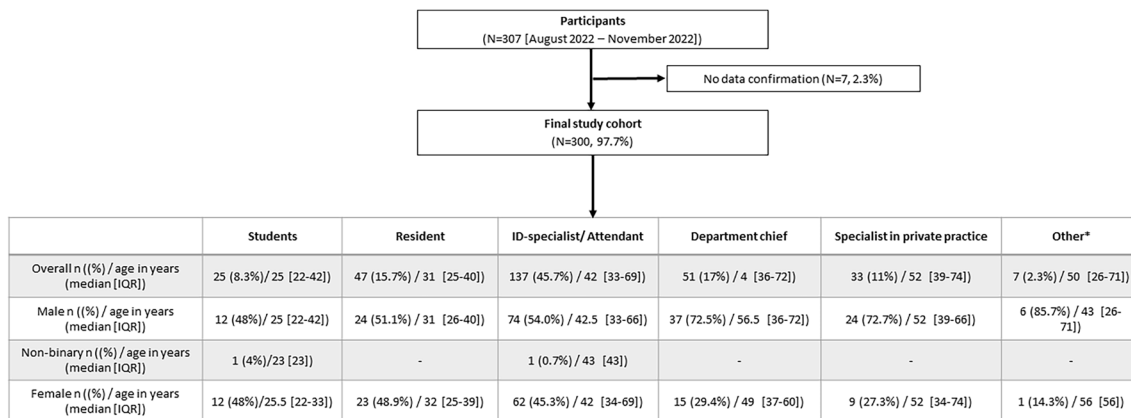 Participants
(N=307 [August 2022 – November 2022])
No data confirmation (N=7, 2.3%)
Final study cohort
(N=300, 97.7%)
Students Resident ID-specialist/ Attendant Department chief Specialist in private practice Other*
Overall n ((%) / age in years (median [IQR]) 25 (8.3%)/25 [22-42]) 47 (15.7%) / 31 [25-40]) 137 (45.7%) / 42 [33-69]) 51 (17%) / 4 [36-72]) 33 (11%) / 52 [39-74]) 7 (2.3%) / 50 [26-71])
Male n ((%) / age in years (median [IQR]) 12 (48%)/ 25 [22-42]) 24 (51.1%) / 31 [26-40]) 74 (54.0%) / 42.5 [33-66]) 37 (72.5%) / 56.5 [36-72]) 24 (72.7%) / 52 [39-66]) 6 (85.7%) / 43 [26-71])
Non-binary n ((%) / age in years (median [IQR]) 1 (4%)/23 [23]) - 1 (0.7%) / 43 [43]) - - -
Female n ((%) / age in years (median [IQR]) 12 (48%)/25.5 [22-33]) 23 (48.9%) / 32 [25-39]) 62 (45.3%) / 42 [34-69]) 15 (29.4%) / 49 [37-60]) 9 (27.3%) / 52 [34-74]) 1 (14.3%) / 56 [56])